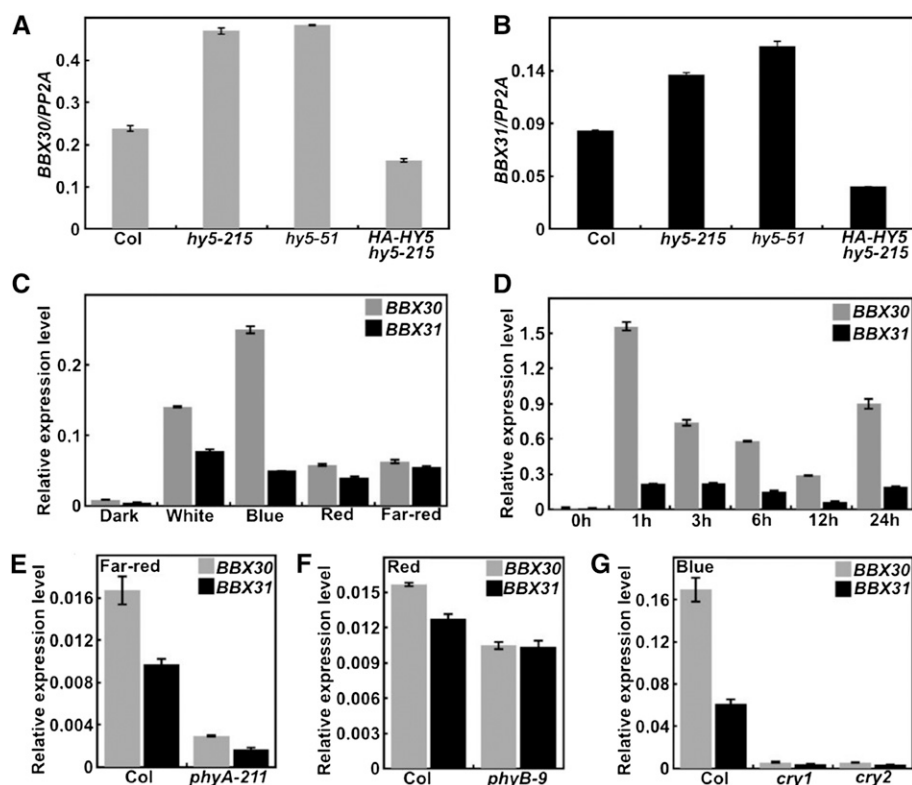 A
BBX30/PP2A
0.4
0.3
0.2
0.1
0
Col
hy5-215
hy5-51
HA-HY5
hy5-215
B
BBX31/PP2A
0.14
0.09
0.05
0
Col
hy5-215
hy5-51
HA-HY5
hy5-215
C
Relative expression level
0.2
0.1
0
BBX30
BBX31
Dark
White
Blue
Red
Far-red
D
Relative expression level
1.5
1.2
0.9
0.6
0.3
0
BBX30
BBX31
0h
1h
3h
6h
12h
24h
E
Far-red
Relative expression level
0.016
0.012
0.008
0.004
0
BBX30
BBX31
Col
phyA-211
F
Red
Relative expression level
0.015
0.012
0.009
0.006
0.003
0
BBX30
BBX31
Col
phyB-9
G
Blue
Relative expression level
0.16
0.12
0.08
0.04
0
BBX30
BBX31
Col
cry1
cry2